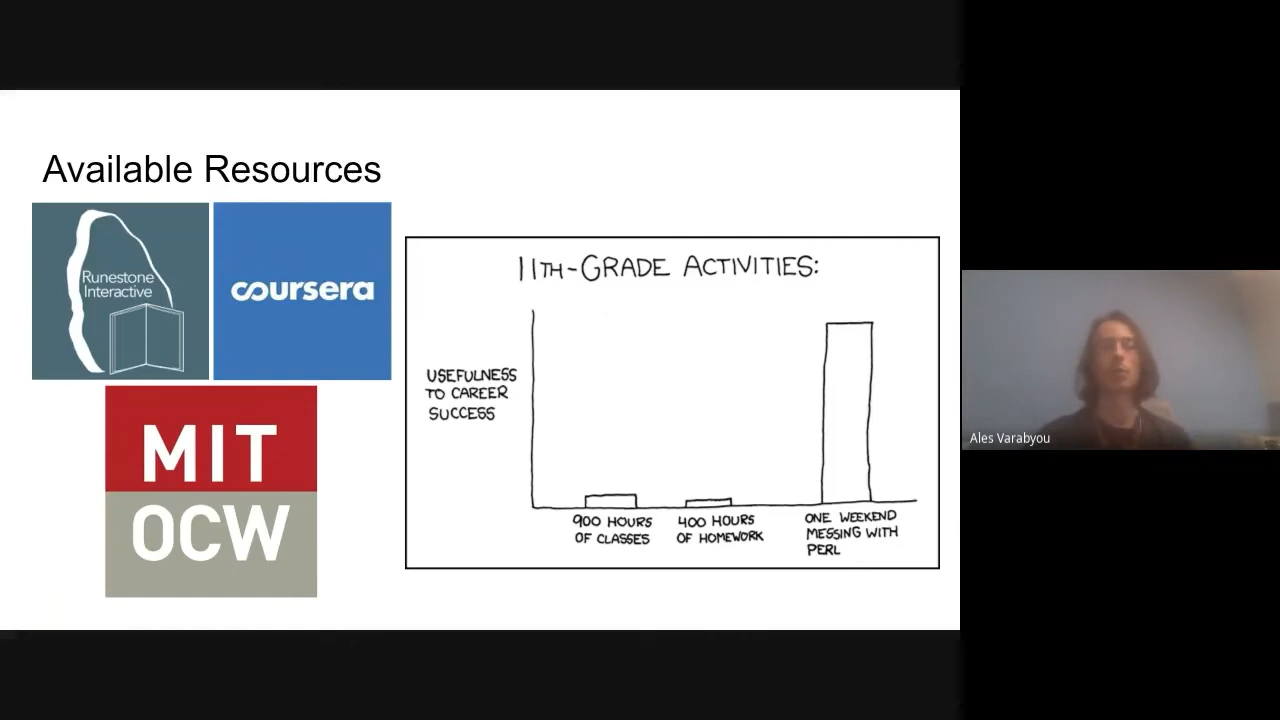 Available Resources
Runestone
Interactive
coursera
MIT
OCW
11TH-GRADE ACTIVITIES:
USEFULNESS
TO CAREER
SUCCESS
900 HOURS
OF CLASSES
400 HOURS
OF HOMEWORK
ONE WEEKEND
MESSING WITH
PERL
Ales Varabyou